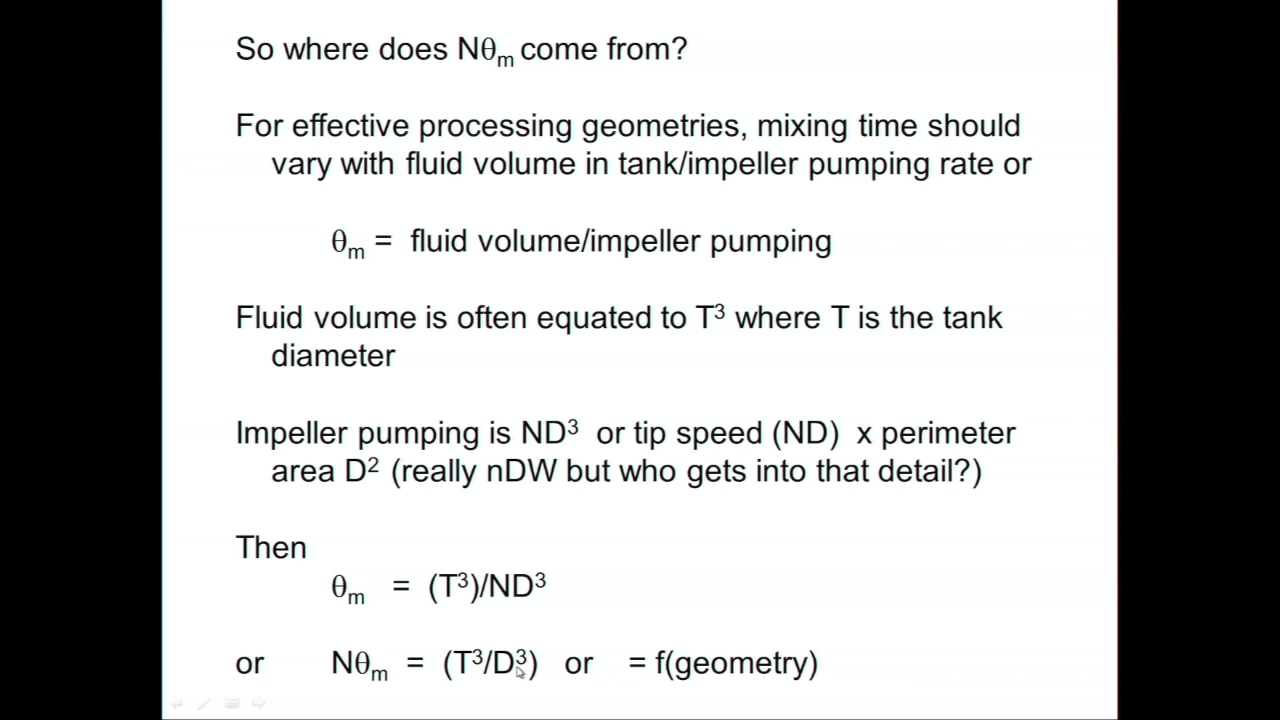 So where does Nθm come from?
For effective processing geometries, mixing time should
vary with fluid volume in tank/impeller pumping rate or
θm = fluid volume/impeller pumping
Fluid volume is often equated to T³ where T is the tank
diameter
Impeller pumping is ND³ or tip speed (ND) x perimeter
area D² (really nDW but who gets into that detail?)
Then
θm = (T³)/ND³
or Nθm = (T³/D³) or = f(geometry)